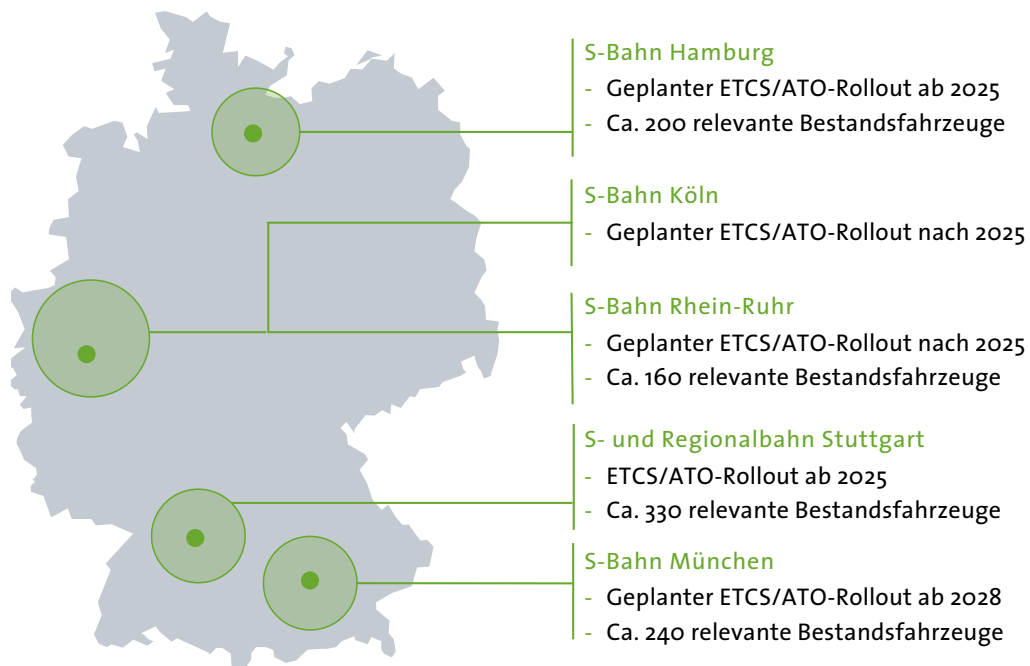 S-Bahn Hamburg
- Geplanter ETCS/ATO-Rollout ab 2025
- Ca. 200 relevante Bestandsfahrzeuge
S-Bahn Köln
- Geplanter ETCS/ATO-Rollout nach 2025
S-Bahn Rhein-Ruhr
- Geplanter ETCS/ATO-Rollout nach 2025
- Ca. 160 relevante Bestandsfahrzeuge
S- und Regionalbahn Stuttgart
- ETCS/ATO-Rollout ab 2025
- Ca. 330 relevante Bestandsfahrzeuge
S-Bahn München
- Geplanter ETCS/ATO-Rollout ab 2028
- Ca. 240 relevante Bestandsfahrzeuge